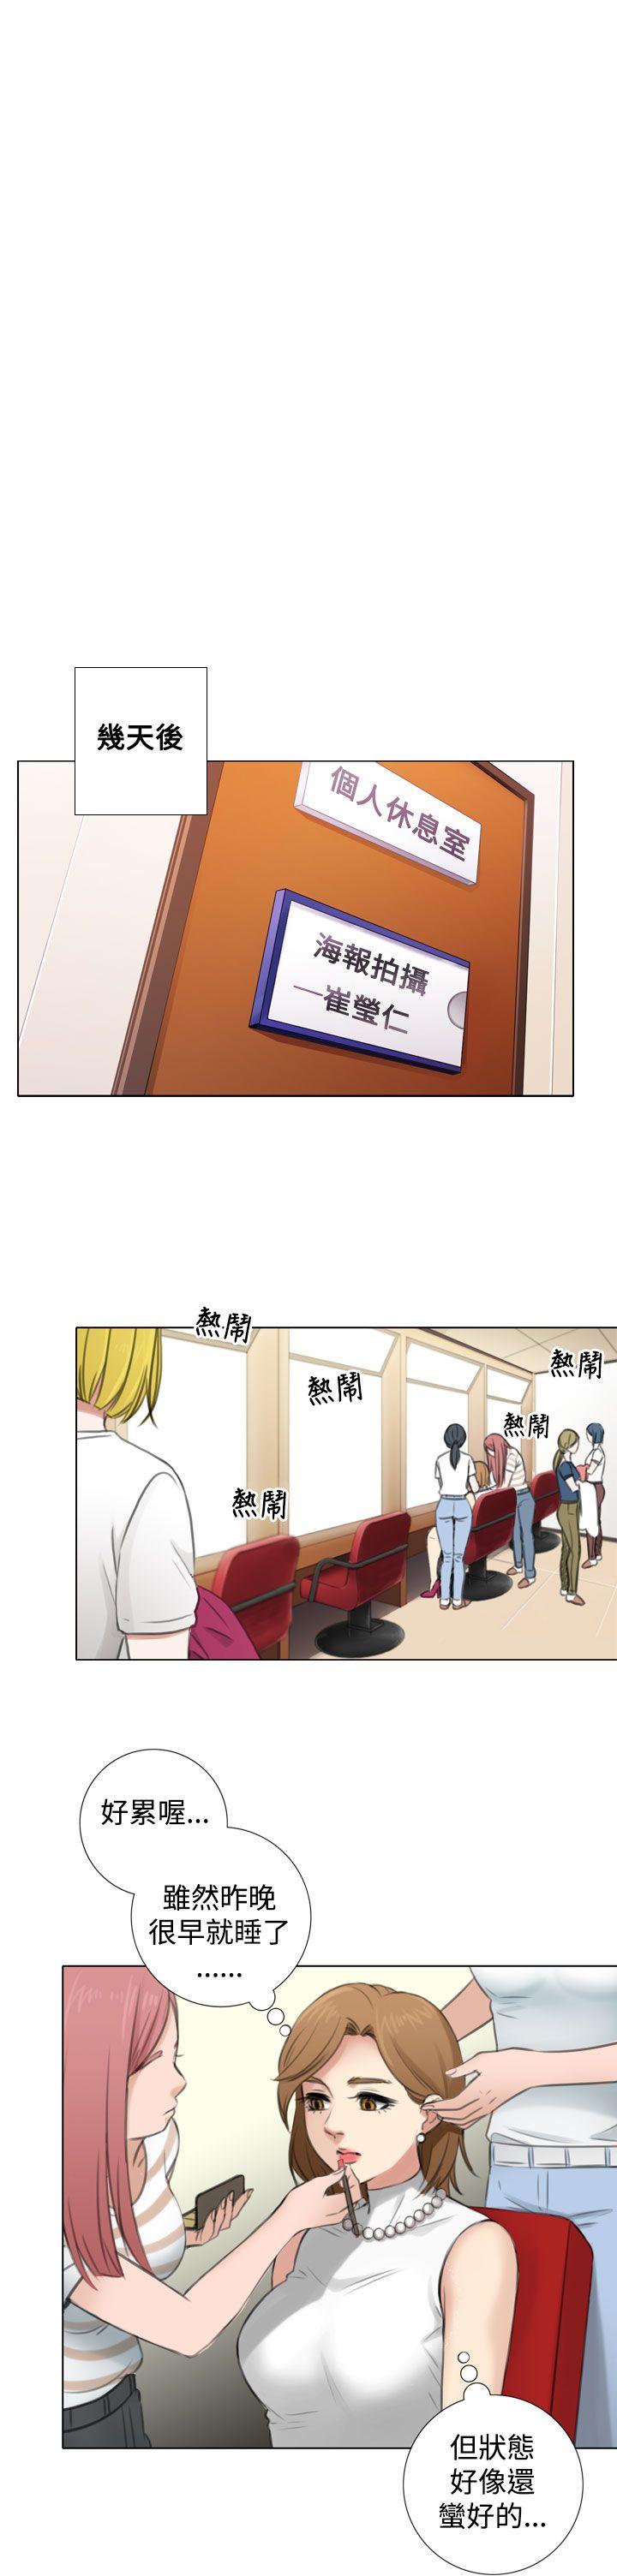 幾天後
個人休息室
海報拍攝
—崔瑩仁
熱鬧
熱鬧
熱鬧
熱鬧
熱鬧
好累喔...
雖然昨晚
很早就睡了
......
但狀態
好像還
蠻好的...